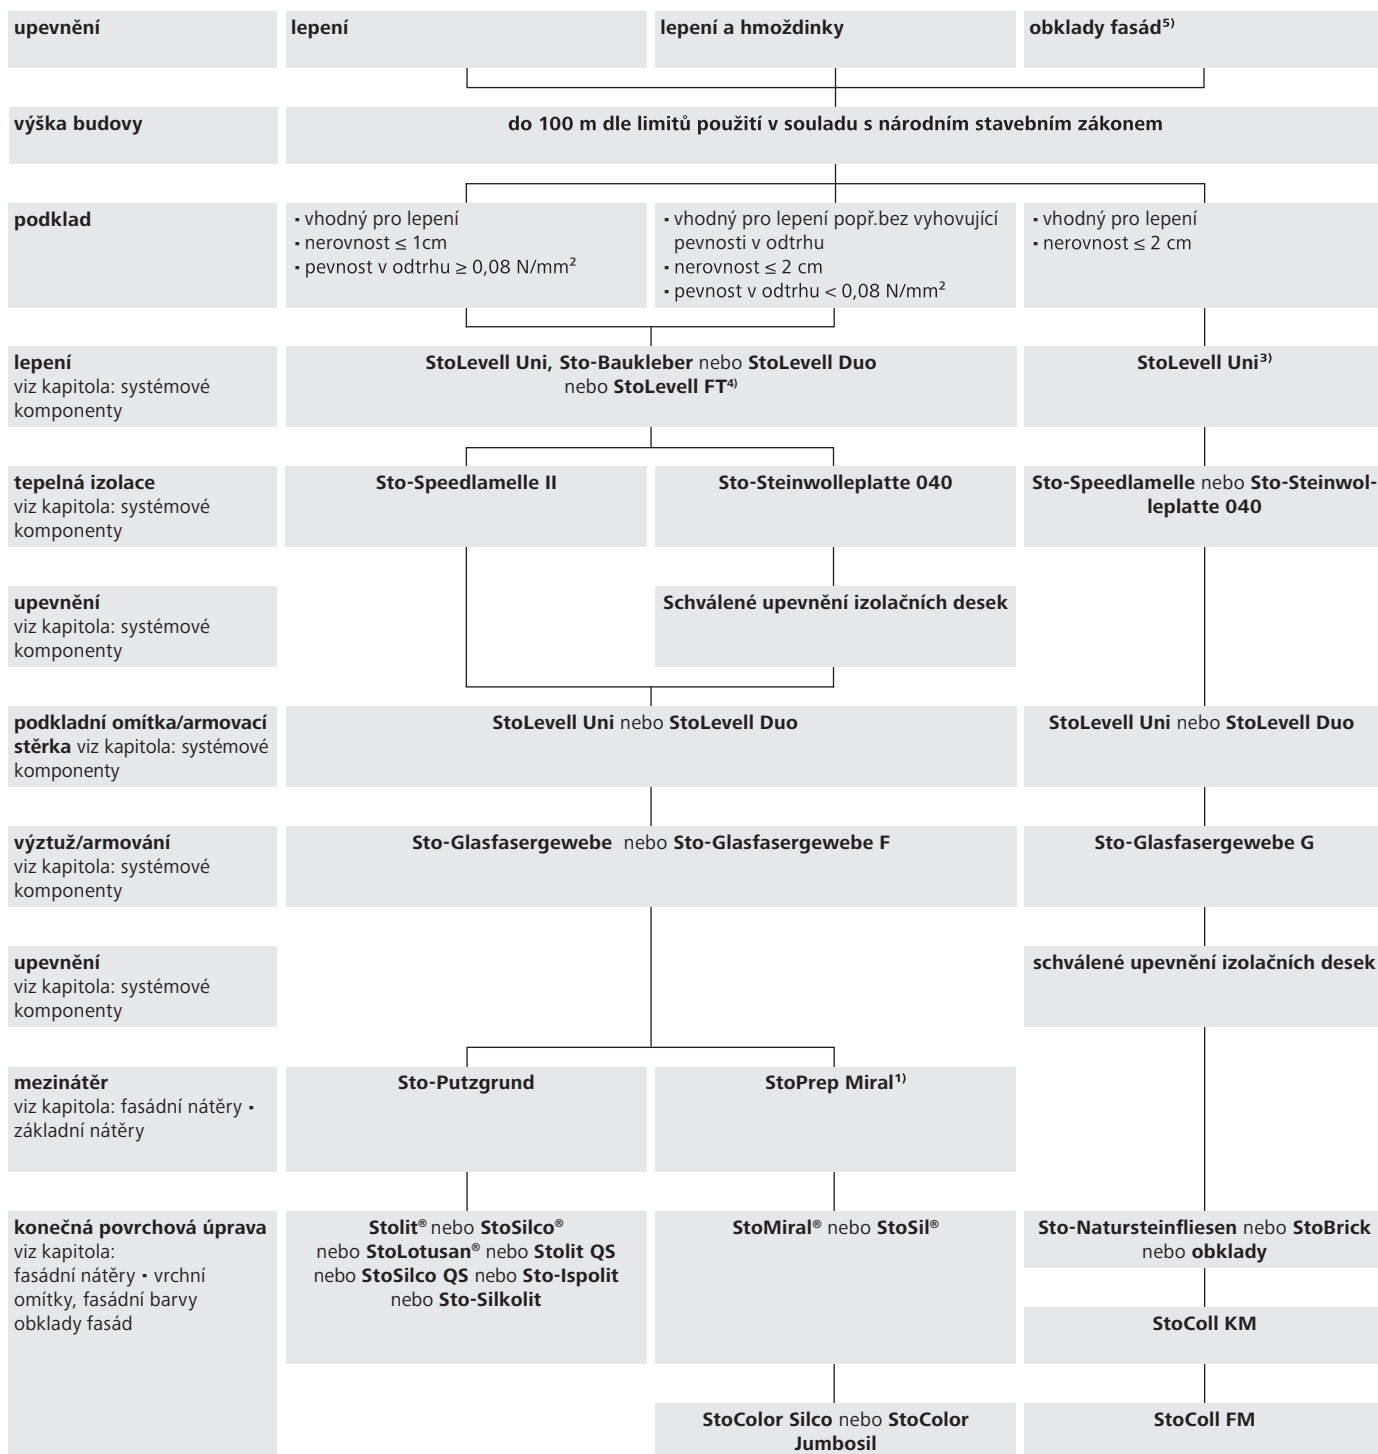 upevnění
lepení
lepení a hmoždinky
obklady fasád⁵⁾
výška budovy
do 100 m dle limitů použití v souladu s národním stavebním zákonem
podklad
▪ vhodný pro lepení
▪ nerovnost ≤ 1cm
▪ pevnost v odtrhu ≥ 0,08 N/mm²
▪ vhodný pro lepení popř.bez vyhovující
pevnosti v odtrhu
▪ nerovnost ≤ 2 cm
▪ pevnost v odtrhu < 0,08 N/mm²
▪ vhodný pro lepení
▪ nerovnost ≤ 2 cm
lepení
viz kapitola: systémové
komponenty
StoLevell Uni, Sto-Baukleber nebo StoLevell Duo
nebo StoLevell FT⁴⁾
StoLevell Uni³⁾
tepelná izolace
viz kapitola: systémové
komponenty
Sto-Speedlamelle II
Sto-Steinwolleplatte 040
Sto-Speedlamelle nebo Sto-Steinwol-
leplatte 040
upevnění
viz kapitola: systémové
komponenty
Schválené upevnění izolačních desek
podkladní omítka/armovací
stěrka viz kapitola: systémové
komponenty
StoLevell Uni nebo StoLevell Duo
StoLevell Uni nebo StoLevell Duo
výztuž/armování
viz kapitola: systémové
komponenty
Sto-Glasfasergewebe nebo Sto-Glasfasergewebe F
Sto-Glasfasergewebe G
upevnění
viz kapitola: systémové
komponenty
schválené upevnění izolačních desek
mezinátěr
viz kapitola: fasádní nátěry ▪
základní nátěry
Sto-Putzgrund
StoPrep Miral¹⁾
konečná povrchová úprava
viz kapitola:
fasádní nátěry ▪ vrchní
omítky, fasádní barvy
obklady fasád
Stolit® nebo StoSilco®
nebo StoLotusan® nebo Stolit QS
nebo StoSilco QS nebo Sto-Ispolit
nebo Sto-Silkolit
StoMiral® nebo StoSil®
Sto-Natursteinfliesen nebo StoBrick
nebo obklady
StoColl KM
StoColor Silco nebo StoColor
Jumbosil
StoColl FM